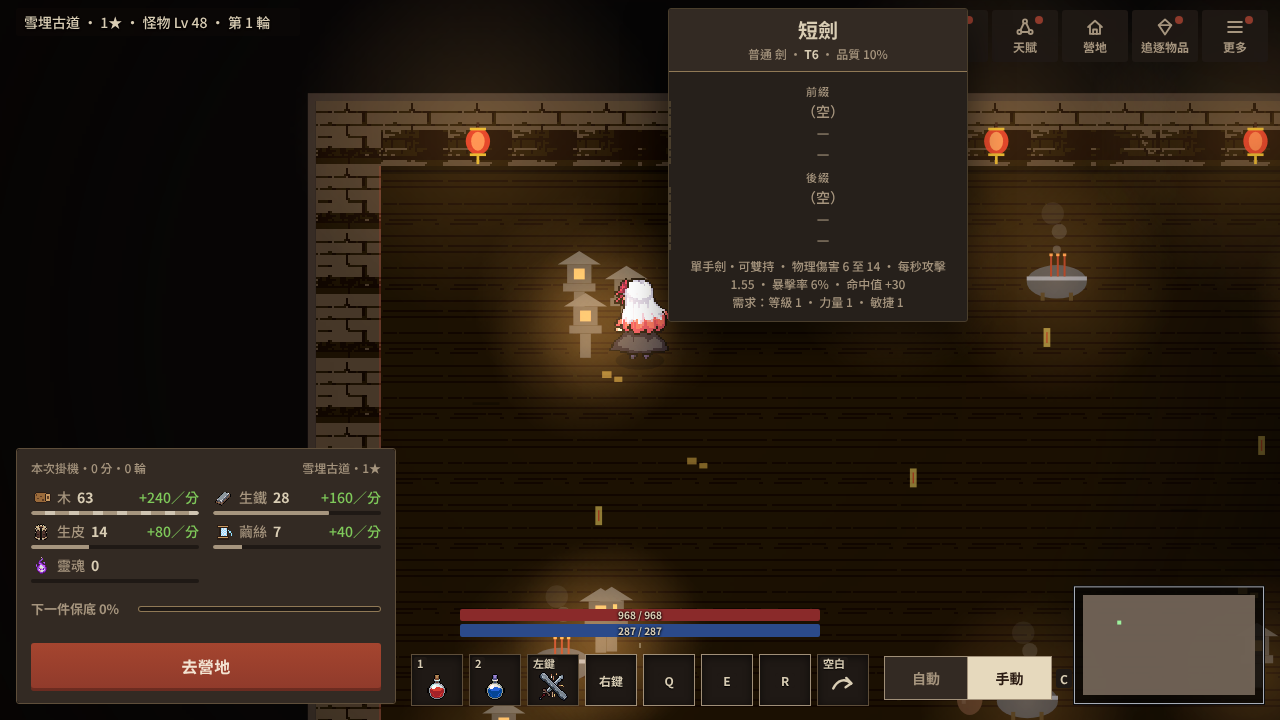 雪埋古道 · 1★ · 怪物 Lv 48 · 第 1 輪
短劍
普通 劍 · T6 · 品質 10%
前綴
（空）
—
—
後綴
（空）
—
—
單手劍·可雙持 · 物理傷害 6 至 14 · 每秒攻擊
1.55 · 暴擊率 6% · 命中值 +30
需求：等級 1 · 力量 1 · 敏捷 1
天賦
營地
追逐物品
更多
本次掛機·0 分·0 輪
雪埋古道·1★
木 63 +240／分
生鐵 28 +160／分
生皮 14 +80／分
繭絲 7 +40／分
靈魂 0
下一件保底 0%
去營地
968 / 968
287 / 287
1
2
左鍵
右鍵
Q
E
R
空白
自動
手動
C